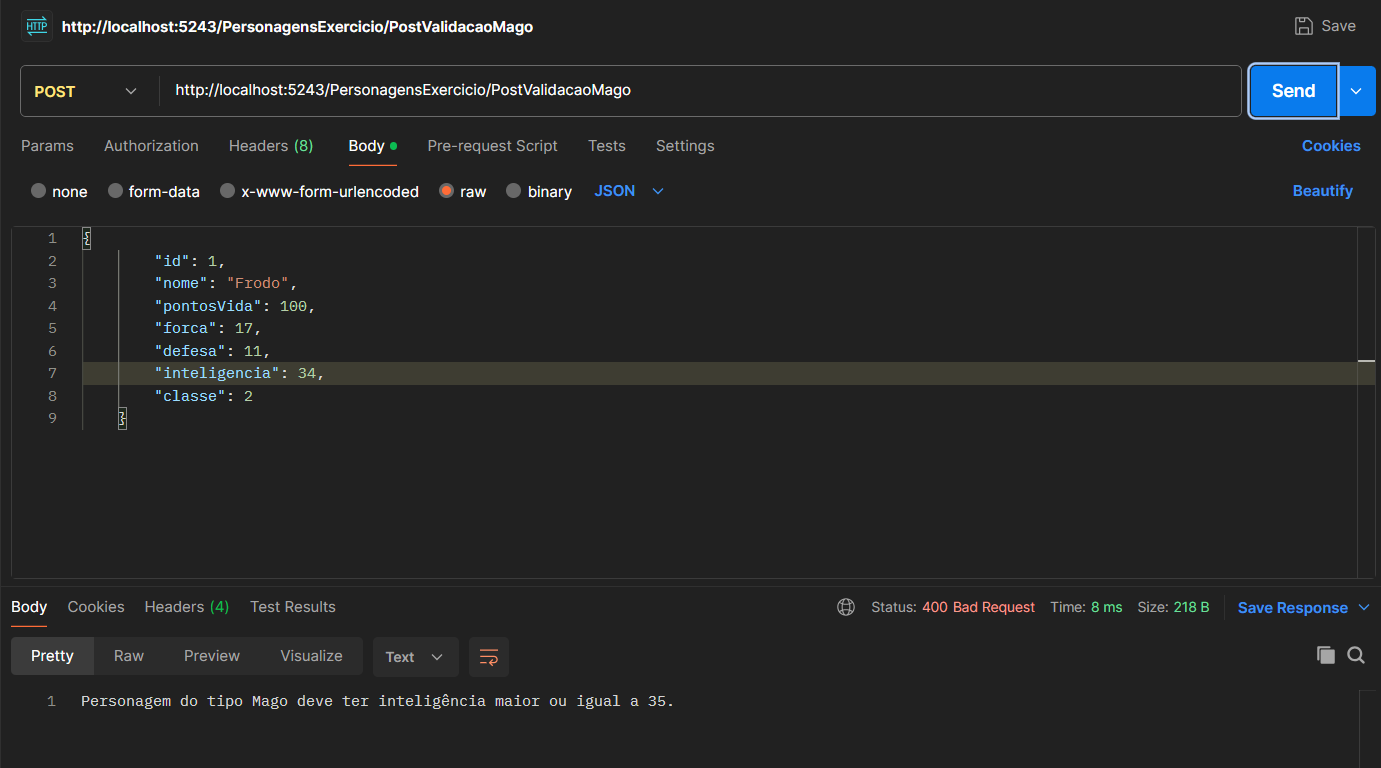 HTTP http://localhost:5243/PersonagensExercicio/PostValidacaoMago Save
POST http://localhost:5243/PersonagensExercicio/PostValidacaoMago Send
Params Authorization Headers (8) Body Pre-request Script Tests Settings Cookies
none form-data x-www-form-urlencoded raw binary JSON Beautify
1 {
2 "id": 1,
3 "nome": "Frodo",
4 "pontosVida": 100,
5 "forca": 17,
6 "defesa": 11,
7 "inteligencia": 34,
8 "classe": 2
9 }
Body Cookies Headers (4) Test Results Status: 400 Bad Request Time: 8 ms Size: 218 B Save Response
Pretty Raw Preview Visualize Text
1 Personagem do tipo Mago deve ter inteligência maior ou igual a 35.